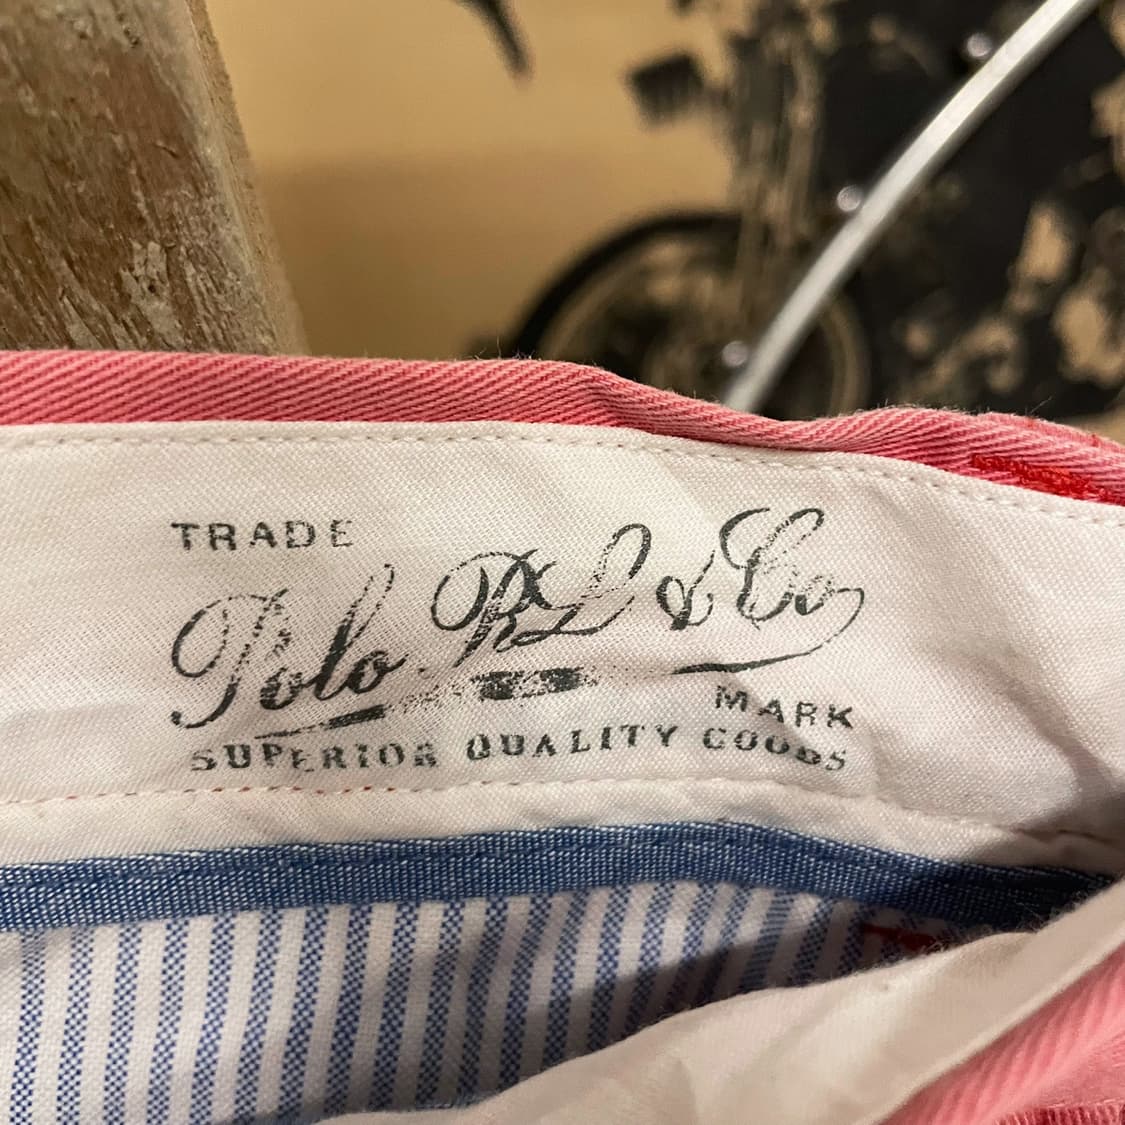 TRADE
Polo RL & Co
MARK
SUPERIOR QUALITY GOODS